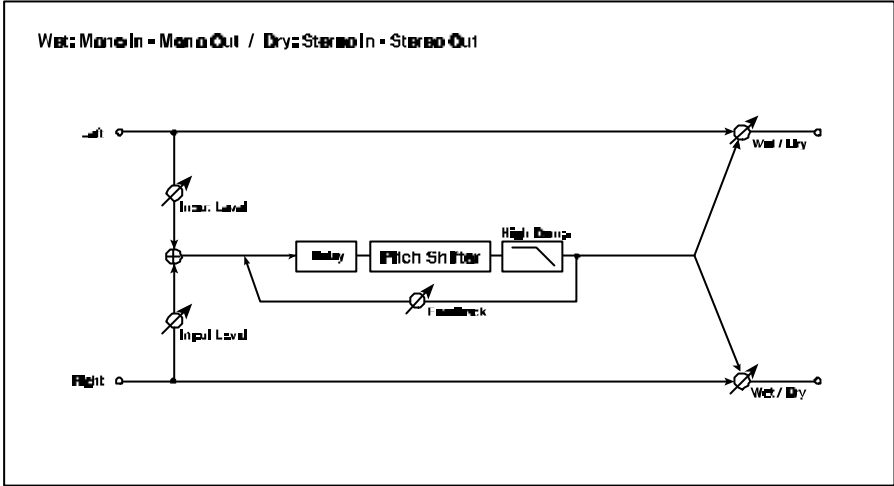 Wet: Mono In - Mono Out / Dry: Stereo In - Stereo Out
Left
Wet / Dry
Input Level
High Damp
Delay
Pitch Shifter
Feedback
Input Level
Right
Wet / Dry